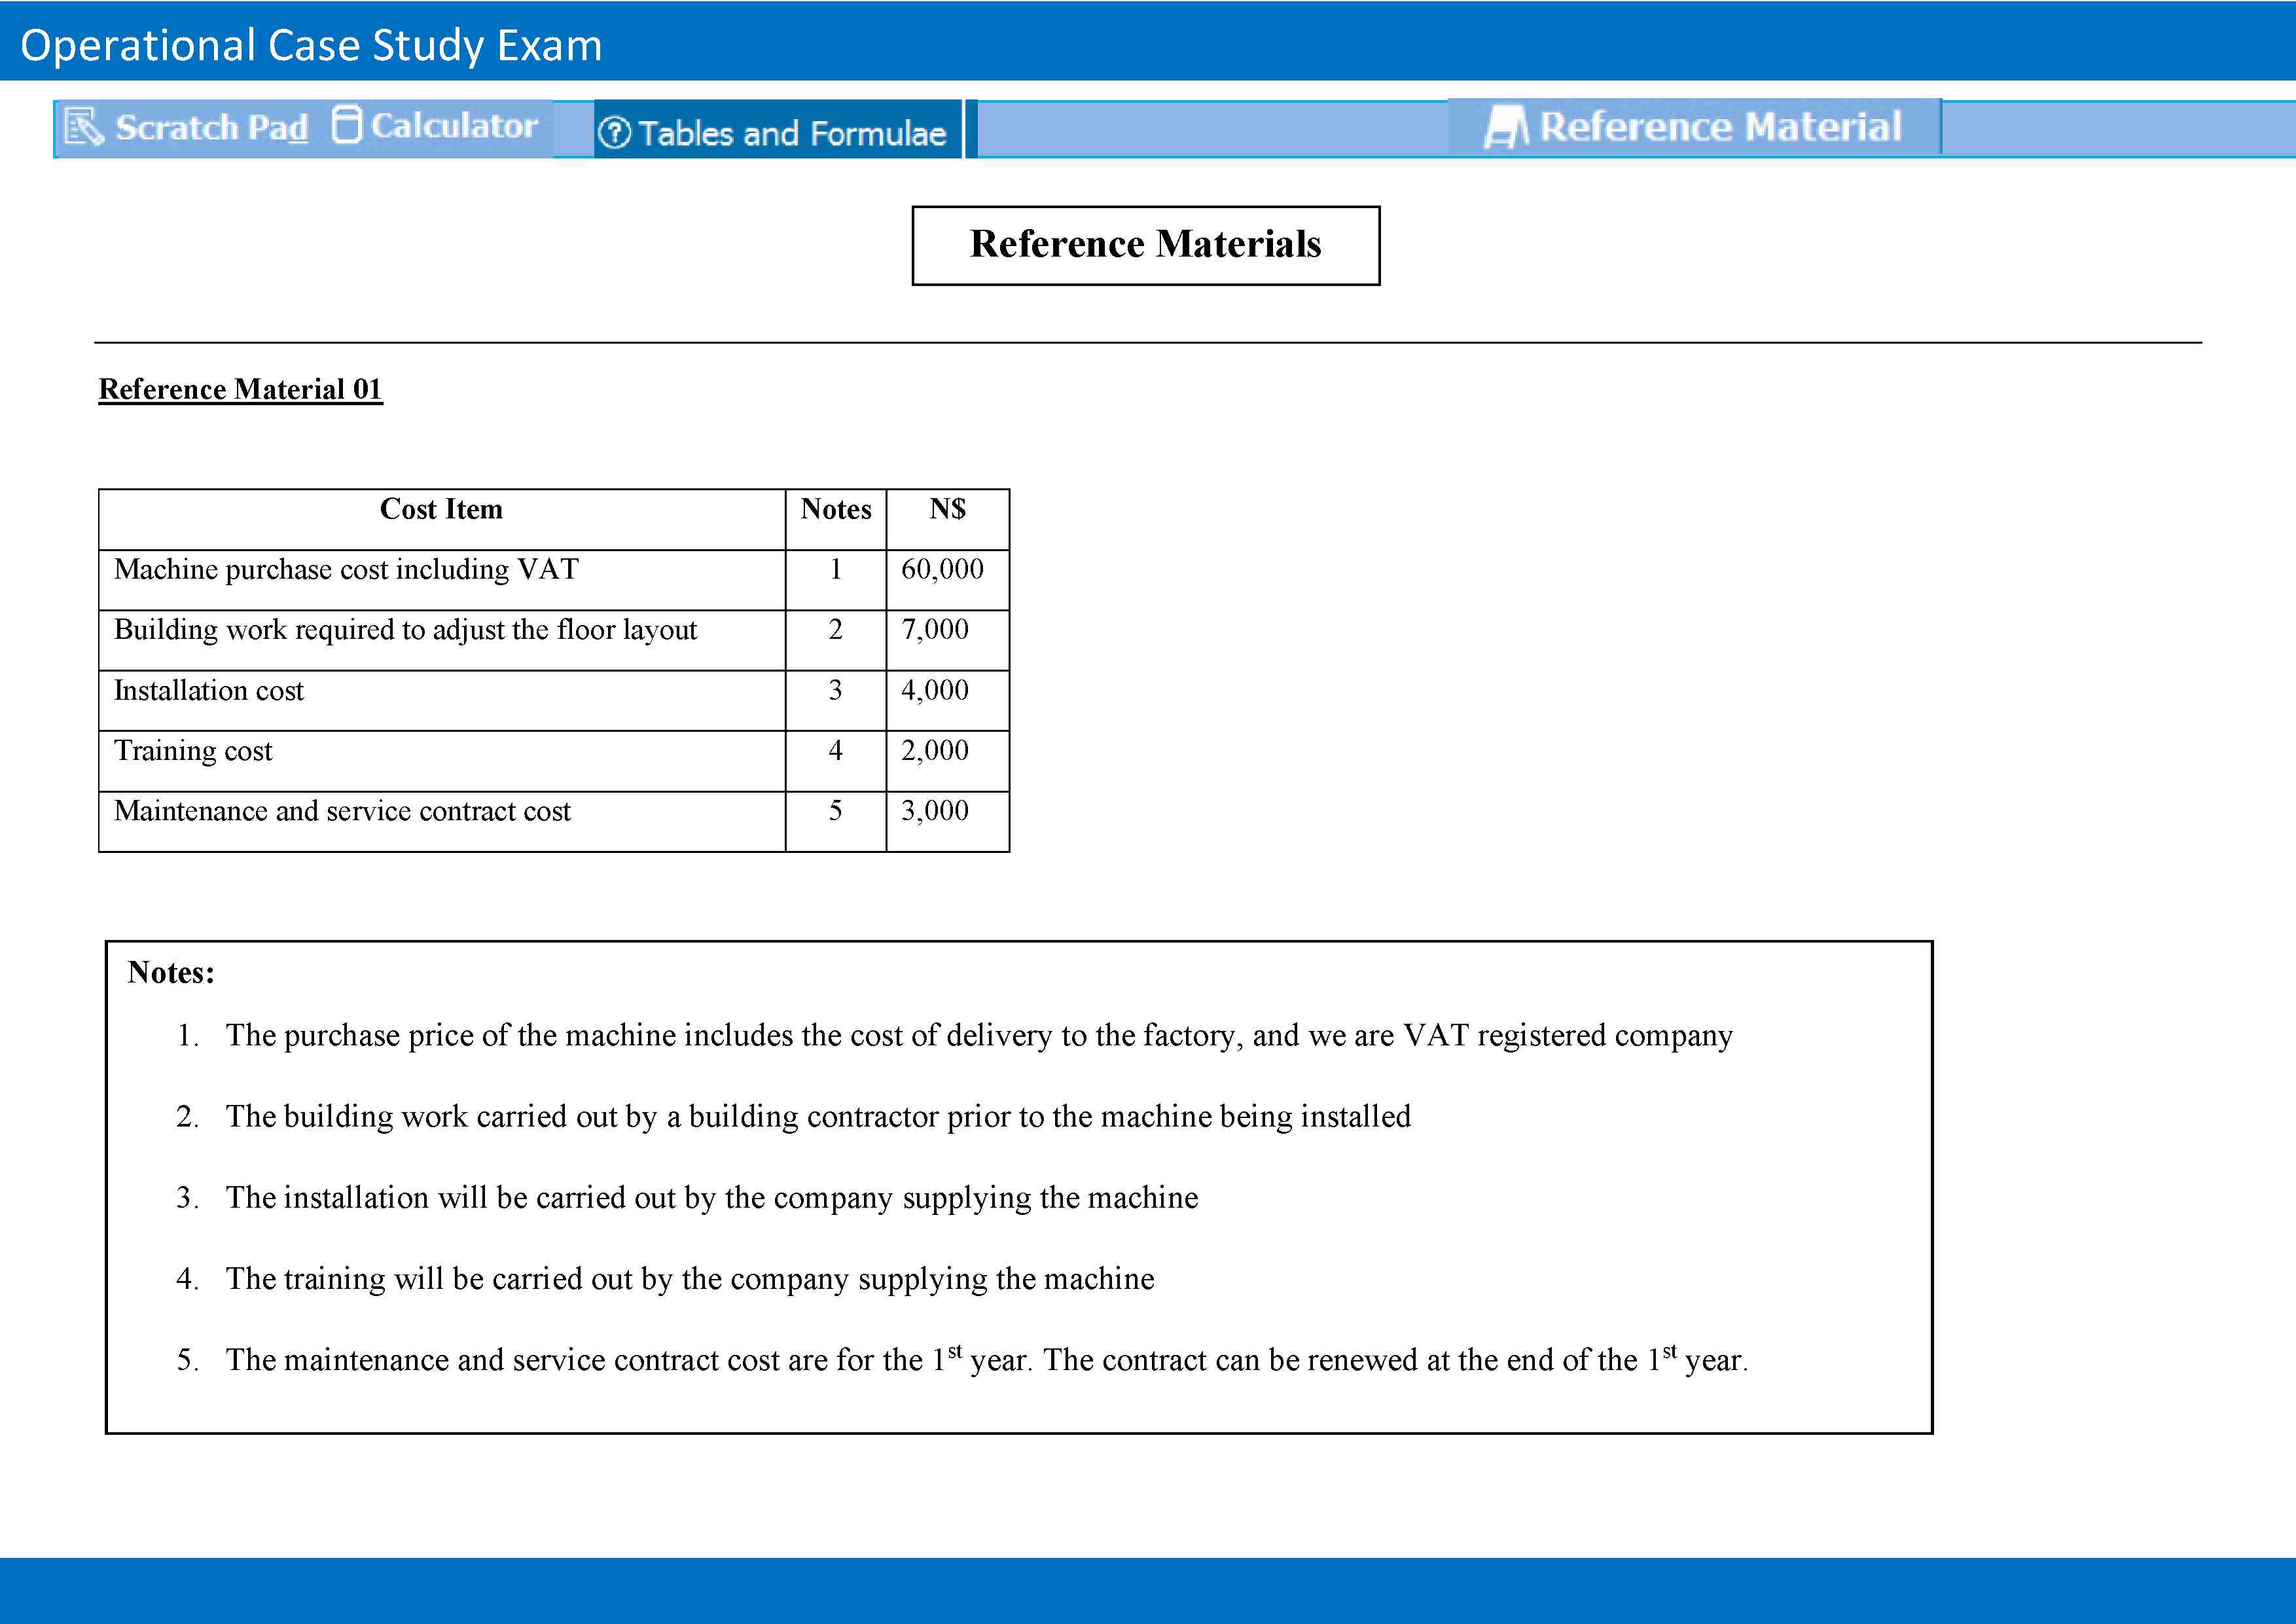 Operational Case Study Exam
Scratch Pad Calculator Tables and Formulae Reference Material
Reference Materials
Reference Material 01
Cost Item Notes N$
Machine purchase cost including VAT 1 60,000
Building work required to adjust the floor layout 2 7,000
Installation cost 3 4,000
Training cost 4 2,000
Maintenance and service contract cost 5 3,000
Notes:
1. The purchase price of the machine includes the cost of delivery to the factory, and we are VAT registered company
2. The building work carried out by a building contractor prior to the machine being installed
3. The installation will be carried out by the company supplying the machine
4. The training will be carried out by the company supplying the machine
5. The maintenance and service contract cost are for the 1st year. The contract can be renewed at the end of the 1st year.